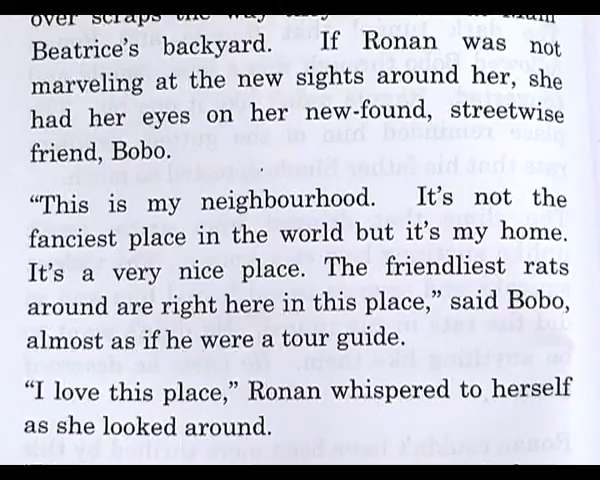 over scraps
Beatrice's backyard. If Ronan was not
marveling at the new sights around her, she
had her eyes on her new-found, streetwise
friend, Bobo.
"This is my neighbourhood. It's not the
fanciest place in the world but it's my home.
It's a very nice place. The friendliest rats
around are right here in this place," said Bobo,
almost as if he were a tour guide.
"I love this place," Ronan whispered to herself
as she looked around.